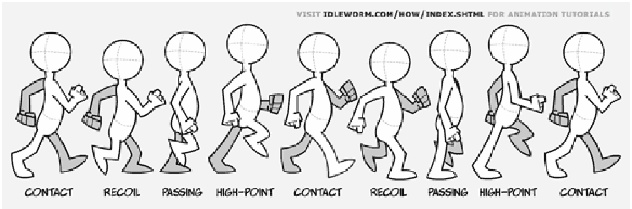 VISIT IDLEWORM.COM/HOW/INDEX.SHTML FOR ANIMATION TUTORIALS
CONTACT RECOIL PASSING HIGH-POINT CONTACT RECOIL PASSING HIGH-POINT CONTACT